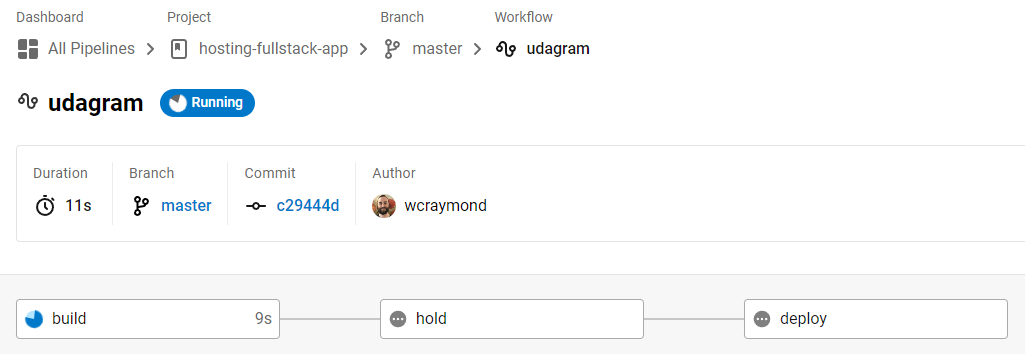 Dashboard Project Branch Workflow
All Pipelines hosting-fullstack-app master udagram
udagram Running
Duration Branch Commit Author
11s master c29444d wcraymond
build 9s hold deploy